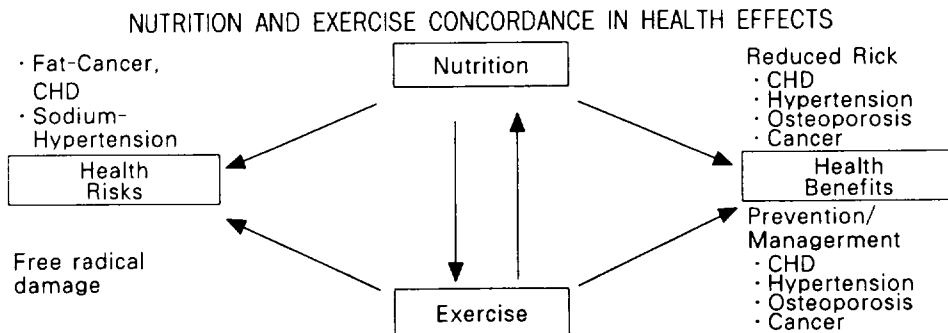 NUTRITION AND EXERCISE CONCORDANCE IN HEALTH EFFECTS
· Fat-Cancer,
CHD
· Sodium-
Hypertension
Health
Risks
Free radical
damage
Nutrition
Exercise
Reduced Risk
· CHD
· Hypertension
· Osteoporosis
· Cancer
Health
Benefits
Prevention/
Managerment
· CHD
· Hypertension
· Osteoporosis
· Cancer